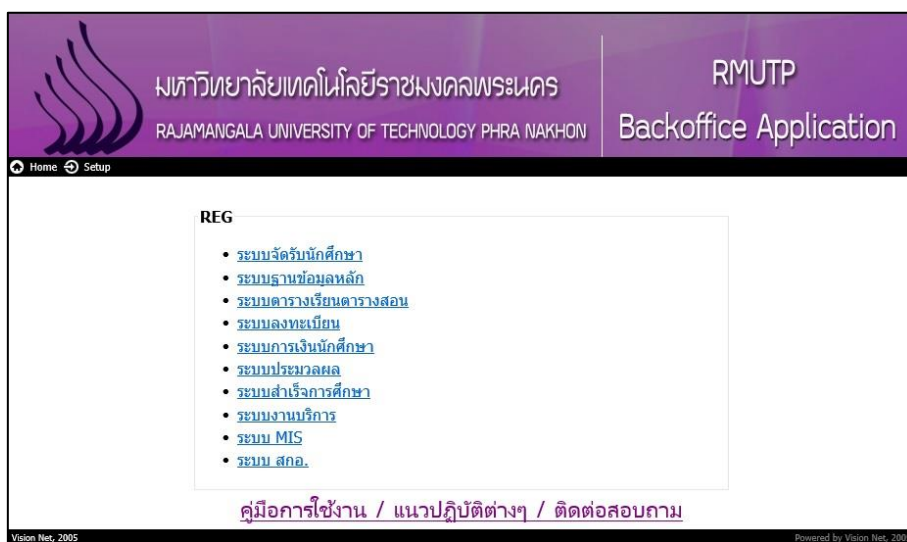 มหาวิทยาลัยเทคโนโลยีราชมงคลพระนคร
RAJAMANGALA UNIVERSITY OF TECHNOLOGY PHRA NAKHON
RMUTP
Backoffice Application
Home Setup
REG
• ระบบจัดรับนักศึกษา
• ระบบฐานข้อมูลหลัก
• ระบบตารางเรียนตารางสอน
• ระบบลงทะเบียน
• ระบบการเงินนักศึกษา
• ระบบประมวลผล
• ระบบสำเร็จการศึกษา
• ระบบงานบริการ
• ระบบ MIS
• ระบบ สกอ.
คู่มือการใช้งาน / แนวปฏิบัติต่างๆ / ติดต่อสอบถาม
Vision Net, 2005
Powered by Vision Net, 200